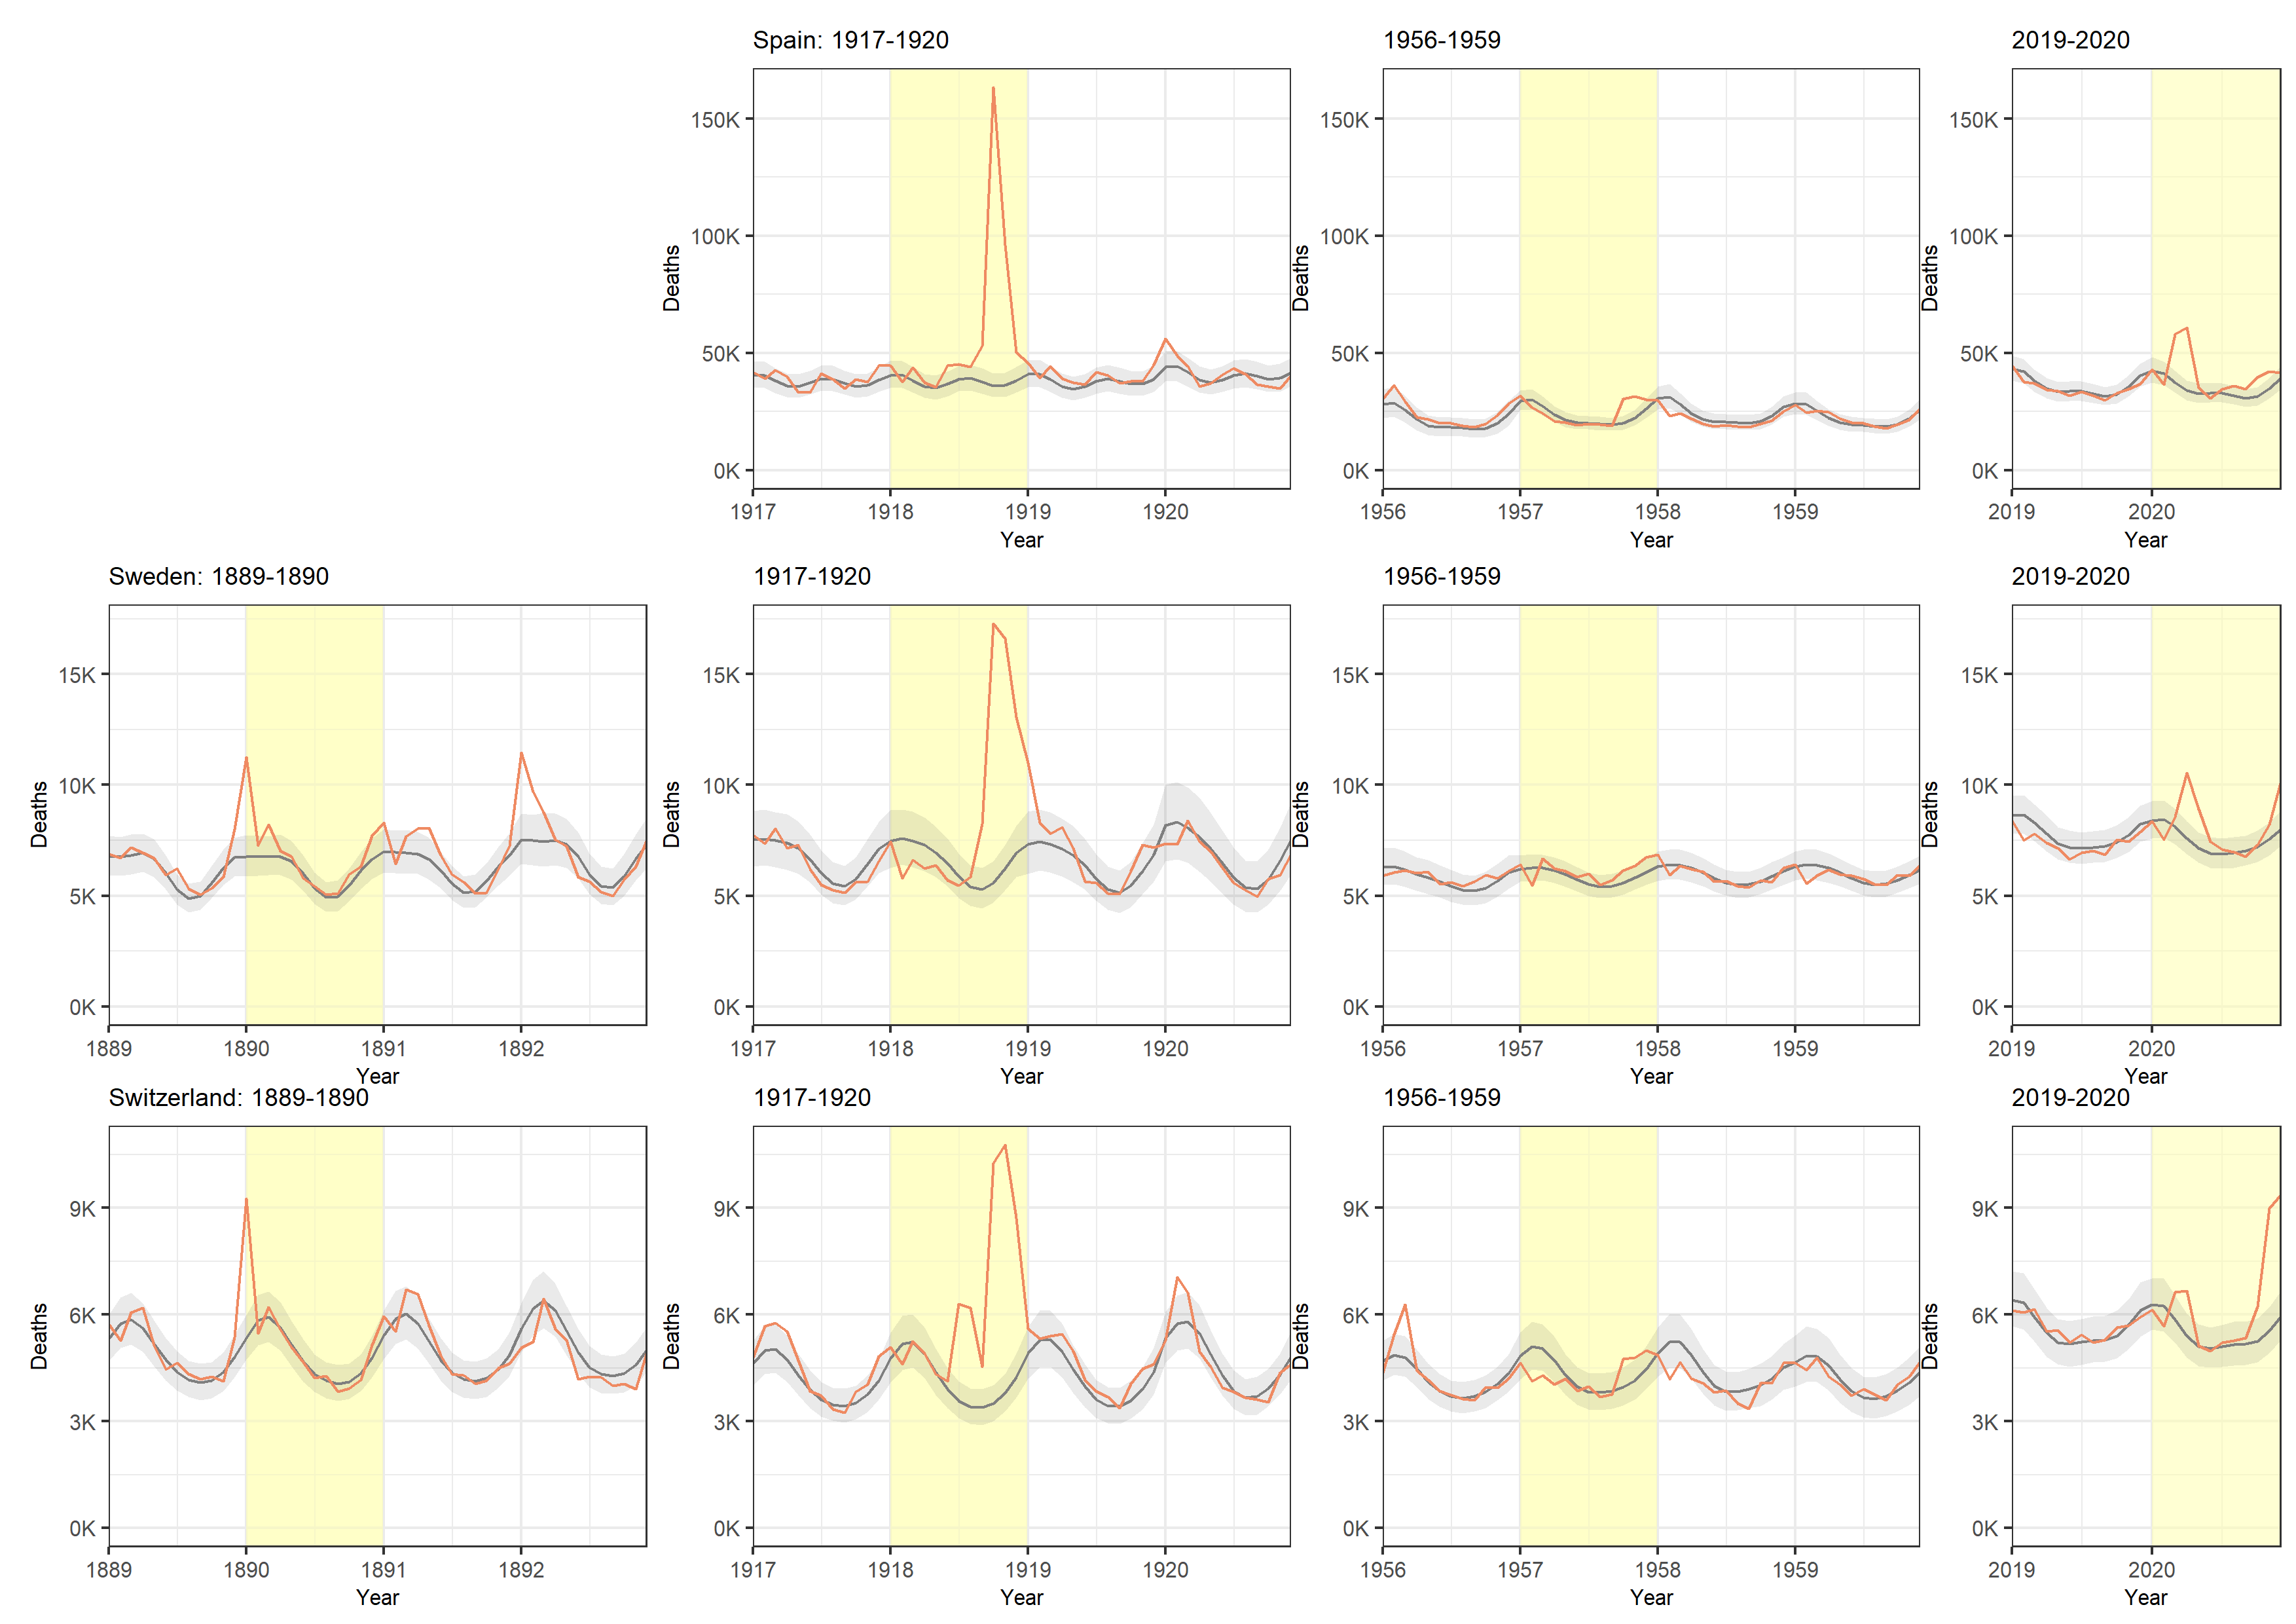 Spain: 1917-1920
1956-1959
2019-2020
Deaths
150K
100K
50K
0K
1917 1918 1919 1920
Year
Deaths
150K
100K
50K
0K
1956 1957 1958 1959
Year
Deaths
150K
100K
50K
0K
2019 2020
Year
Sweden: 1889-1890
1917-1920
1956-1959
2019-2020
Deaths
15K
10K
5K
0K
1889 1890 1891 1892
Year
Deaths
15K
10K
5K
0K
1917 1918 1919 1920
Year
Deaths
15K
10K
5K
0K
1956 1957 1958 1959
Year
Deaths
15K
10K
5K
0K
2019 2020
Year
Switzerland: 1889-1890
1917-1920
1956-1959
2019-2020
Deaths
9K
6K
3K
0K
1889 1890 1891 1892
Year
Deaths
9K
6K
3K
0K
1917 1918 1919 1920
Year
Deaths
9K
6K
3K
0K
1956 1957 1958 1959
Year
Deaths
9K
6K
3K
0K
2019 2020
Year